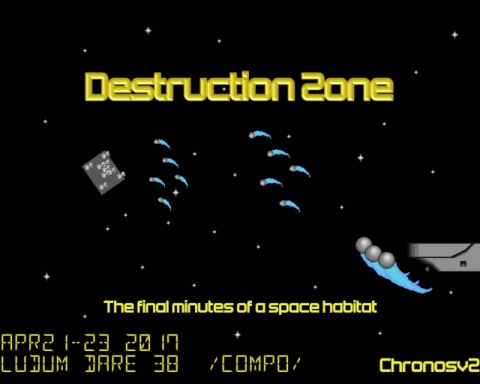 Destruction Zone
The final minutes of a space habitat
APR21-23 2017
LUDUM DARE 38 /COMPO/
Chronosv2